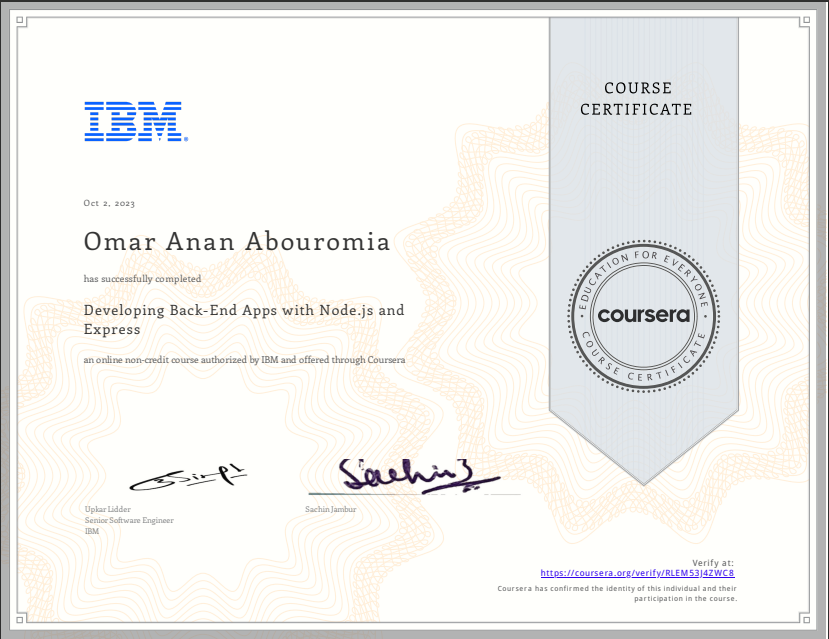 COURSE
CERTIFICATE
IBM®
Oct 2, 2023
Omar Anan Abouromia
has successfully completed
Developing Back-End Apps with Node.js and
Express
an online non-credit course authorized by IBM and offered through Coursera
EDUCATION FOR EVERYONE
coursera
COURSE CERTIFICATE
Sachin J
Upkar Lidder
Senior Software Engineer
IBM
Sachin Jambur
Verify at:
https://coursera.org/verify/RLEM53J4ZWC8
Coursera has confirmed the identity of this individual and their
participation in the course.